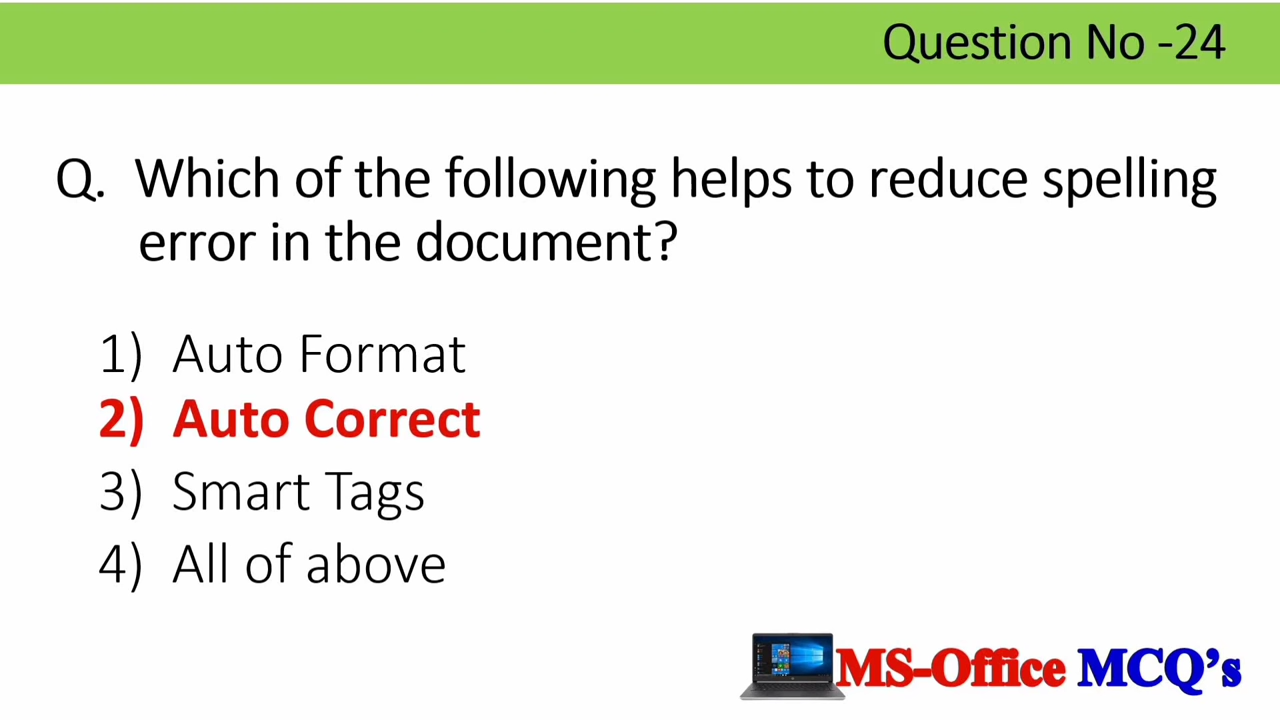 Question No -24
Q. Which of the following helps to reduce spelling
error in the document?
1) Auto Format
2) Auto Correct
3) Smart Tags
4) All of above
MS-Office MCQ's